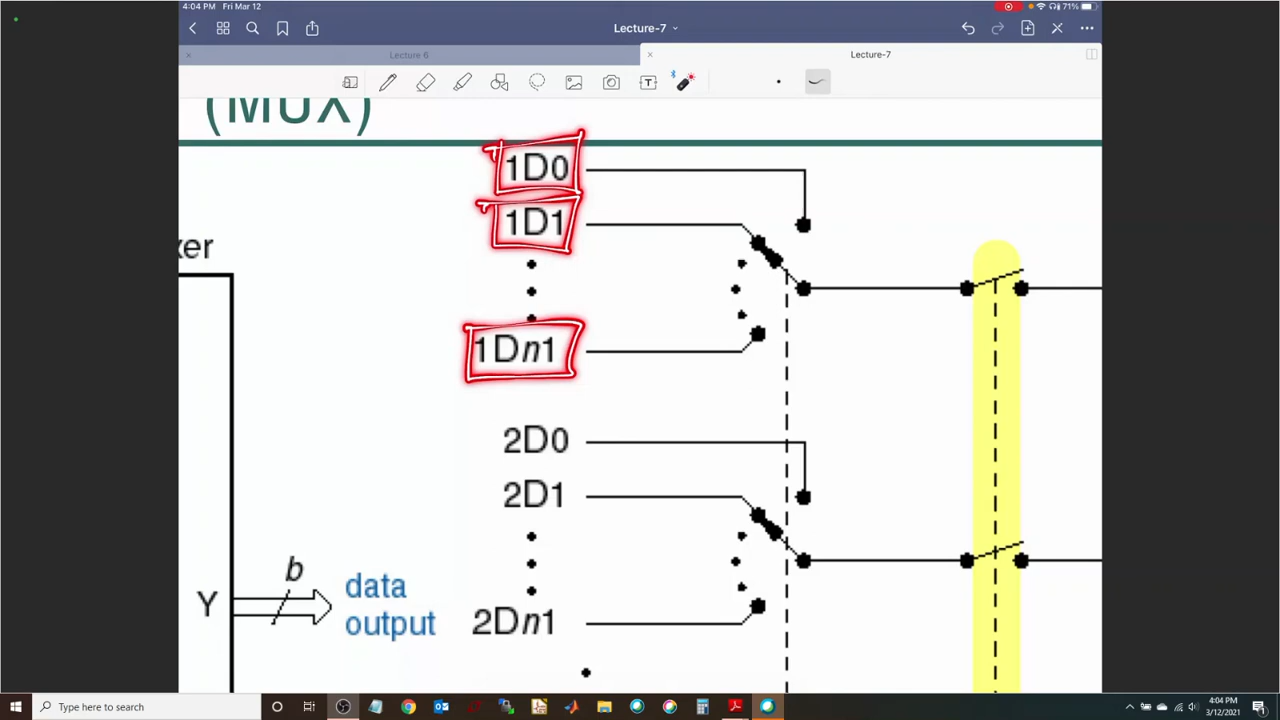 4:04 PM Fri Mar 12
71%
Lecture-7
Lecture 6
Lecture-7
(MUX)
1D0
1D1
1Dn1
2D0
2D1
2Dn1
Y
b
data
output
Type here to search
4:04 PM
3/12/2021